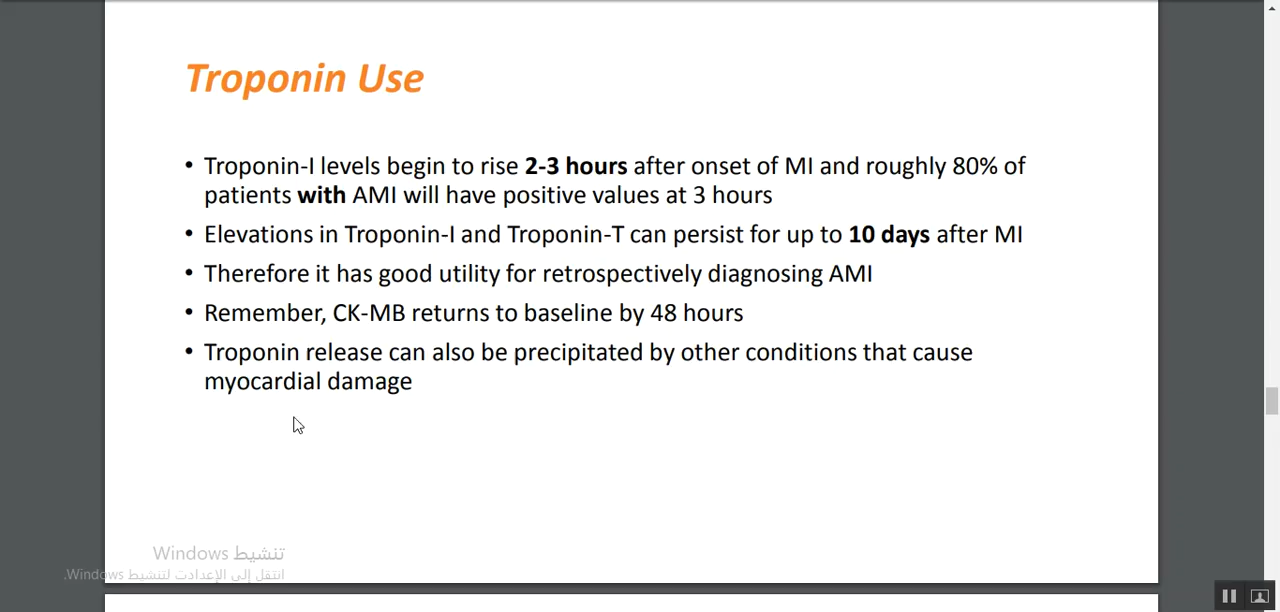 Troponin Use
• Troponin-I levels begin to rise 2-3 hours after onset of MI and roughly 80% of
patients with AMI will have positive values at 3 hours
• Elevations in Troponin-I and Troponin-T can persist for up to 10 days after MI
• Therefore it has good utility for retrospectively diagnosing AMI
• Remember, CK-MB returns to baseline by 48 hours
• Troponin release can also be precipitated by other conditions that cause
myocardial damage
تنشيط Windows
انتقل إلى الإعدادت لتنشيط Windows.